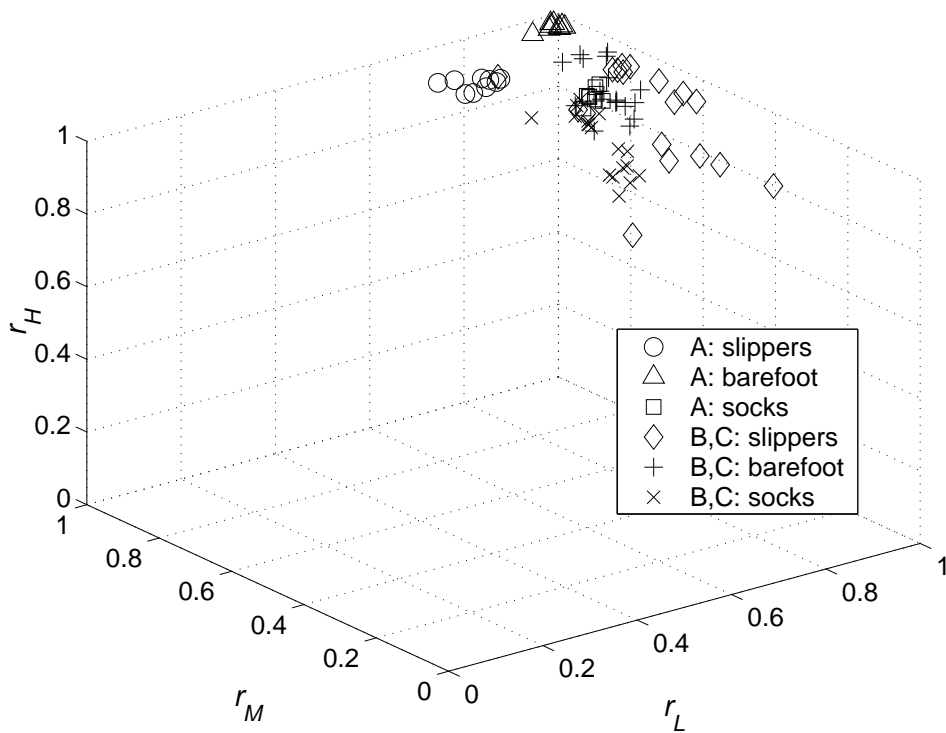 1
0.8
0.6
0.4
0.2
0
r_H
1
0.8
0.6
0.4
0.2
0
r_M
0
0.2
0.4
0.6
0.8
1
r_L
A: slippers
A: barefoot
A: socks
B,C: slippers
B,C: barefoot
B,C: socks